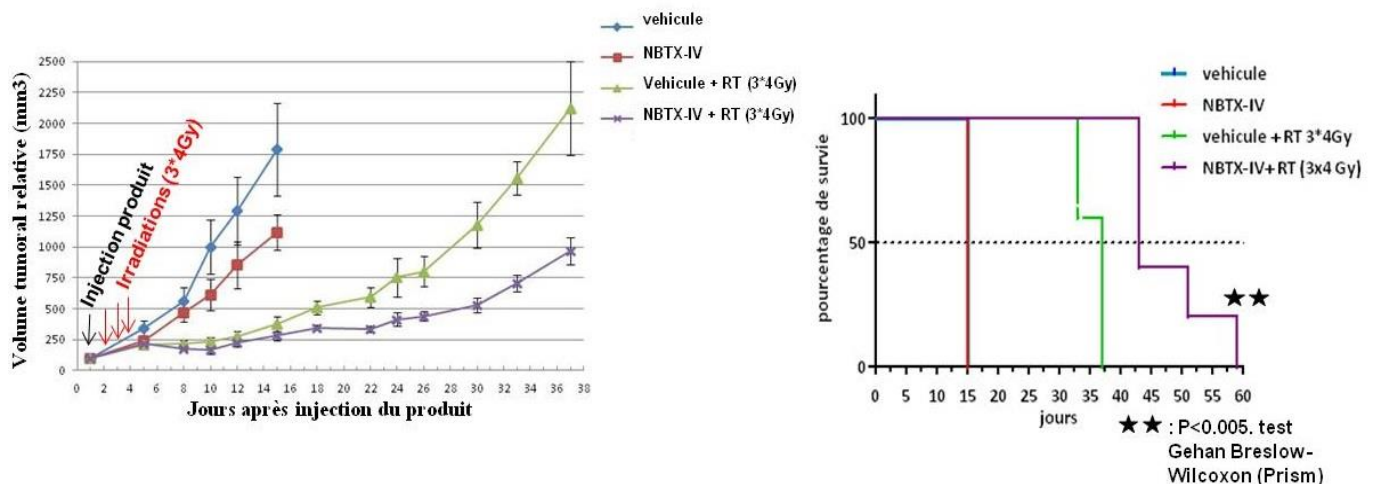 vehicule
NBTX-IV
Vehicule + RT (3*4Gy)
NBTX-IV + RT (3*4Gy)
Volume tumoral relative (mm3)
2500
2250
2000
1750
1500
1250
1000
750
500
250
0
Injection produit
Irradiations (3*4Gy)
0 2 4 6 8 10 12 14 16 18 20 22 24 26 28 30 32 34 36 38
Jours après injection du produit
vehicule
NBTX-IV
vehicule +RT 3*4Gy
NBTX-IV+RT (3x4 Gy)
pourcentage de survie
100
50
0
0 5 10 15 20 25 30 35 40 45 50 55 60
jours
★★
★★ : P<0.005. test
Gehan Breslow-
Wilcoxon (Prism)